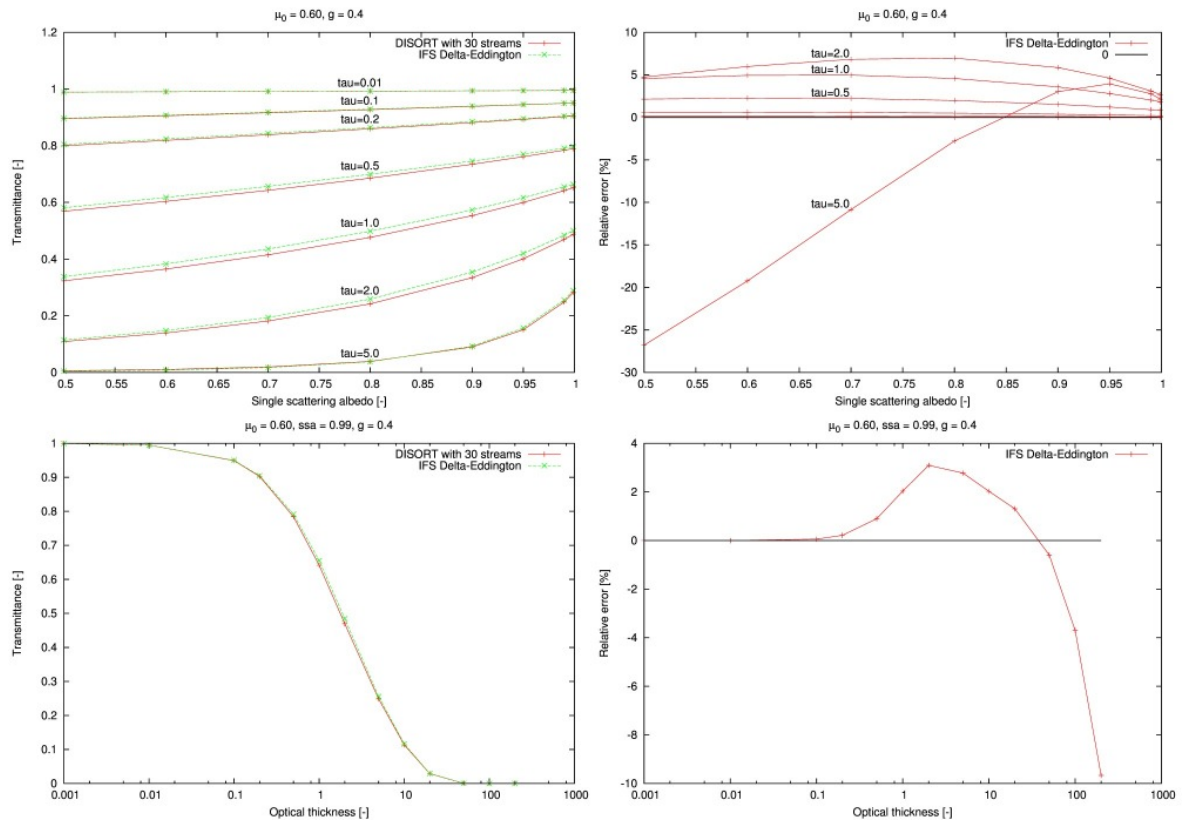 μ0 = 0.60, g = 0.4
DISORT with 30 streams
IFS Delta-Eddington
tau=0.01
tau=0.1
tau=0.2
tau=0.5
tau=1.0
tau=2.0
tau=5.0
Transmittance [-]
1.2
1
0.8
0.6
0.4
0.2
0
0.5 0.55 0.6 0.65 0.7 0.75 0.8 0.85 0.9 0.95 1
Single scattering albedo [-]
μ0 = 0.60, g = 0.4
IFS Delta-Eddington
0
tau=2.0
tau=1.0
tau=0.5
tau=5.0
Relative error [%]
10
5
0
-5
-10
-15
-20
-25
-30
0.5 0.55 0.6 0.65 0.7 0.75 0.8 0.85 0.9 0.95 1
Single scattering albedo [-]
μ0 = 0.60, ssa = 0.99, g = 0.4
DISORT with 30 streams
IFS Delta-Eddington
Transmittance [-]
1
0.9
0.8
0.7
0.6
0.5
0.4
0.3
0.2
0.1
0
0.001 0.01 0.1 1 10 100 1000
Optical thickness [-]
μ0 = 0.60, ssa = 0.99, g = 0.4
IFS Delta-Eddington
Relative error [%]
4
2
0
-2
-4
-6
-8
-10
0.001 0.01 0.1 1 10 100 1000
Optical thickness [-]